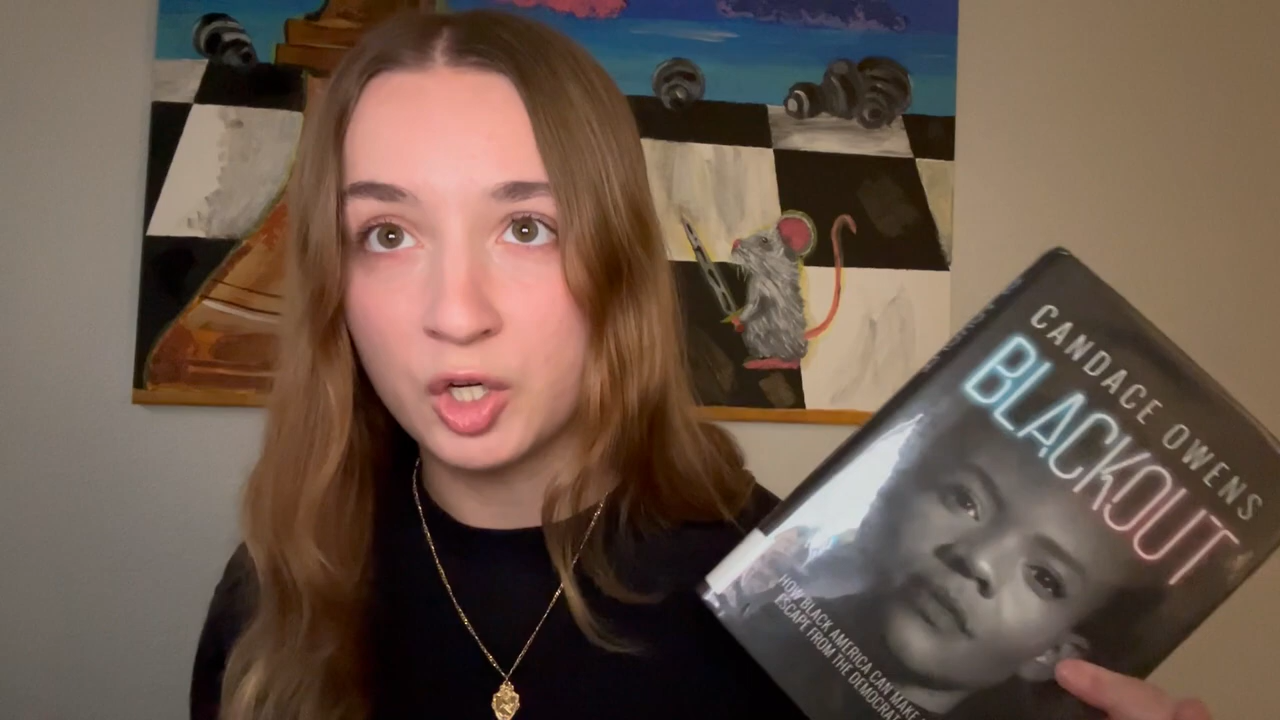 CANDACE OWENS
BLACKOUT
HOW BLACK AMERICA CAN MAKE
ESCAPE FROM THE DEMOCRAT